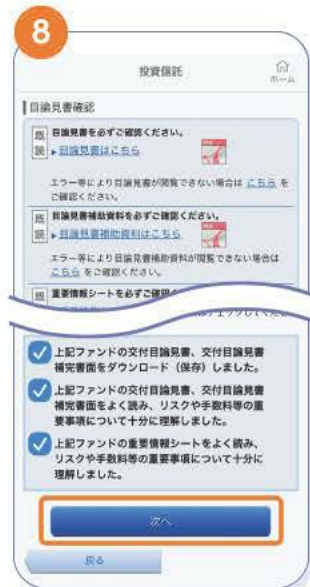 8
投資信託
ホーム
目論見書確認
既読
目論見書を必ずご確認ください。
▶目論見書はこちら
エラー等により目論見書が閲覧できない場合は こちら を
ご確認ください。
既読
目論見書補助資料を必ずご確認ください。
▶目論見書補助資料はこちら
エラー等により目論見書補助資料が閲覧できない場合は
こちら をご確認ください。
既
重要情報シートを必ずご確認く
上記ファンドの交付目論見書、交付目論見書
補完書面をダウンロード（保存）しました。
上記ファンドの交付目論見書、交付目論見書
補完書面をよく読み、リスクや手数料等の重
要事項について十分に理解しました。
上記ファンドの重要情報シートをよく読み、
リスクや手数料等の重要事項について十分に
理解しました。
次へ
戻る